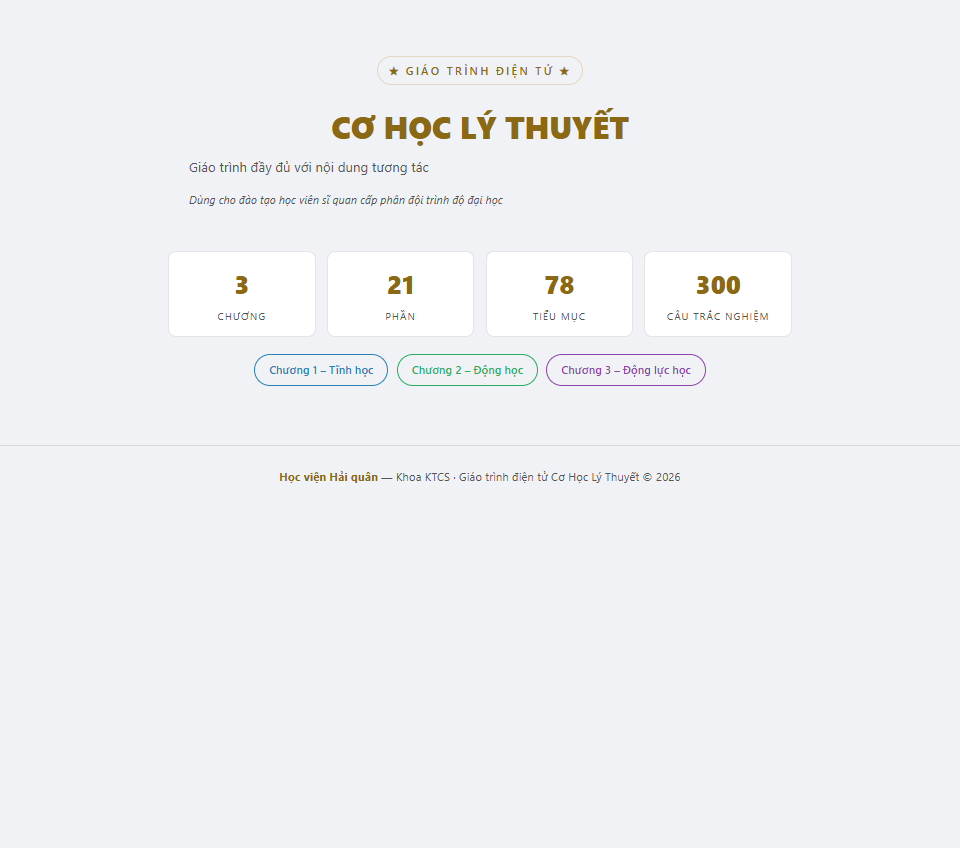 ★ GIÁO TRÌNH ĐIỆN TỬ ★
CƠ HỌC LÝ THUYẾT
Giáo trình đầy đủ với nội dung tương tác
Dùng cho đào tạo học viên sĩ quan cấp phân đội trình độ đại học
3
CHƯƠNG
21
PHẦN
78
TIỂU MỤC
300
CÂU TRẮC NGHIỆM
Chương 1 – Tĩnh học
Chương 2 – Động học
Chương 3 – Động lực học
Học viện Hải quân — Khoa KTCS · Giáo trình điện tử Cơ Học Lý Thuyết © 2026